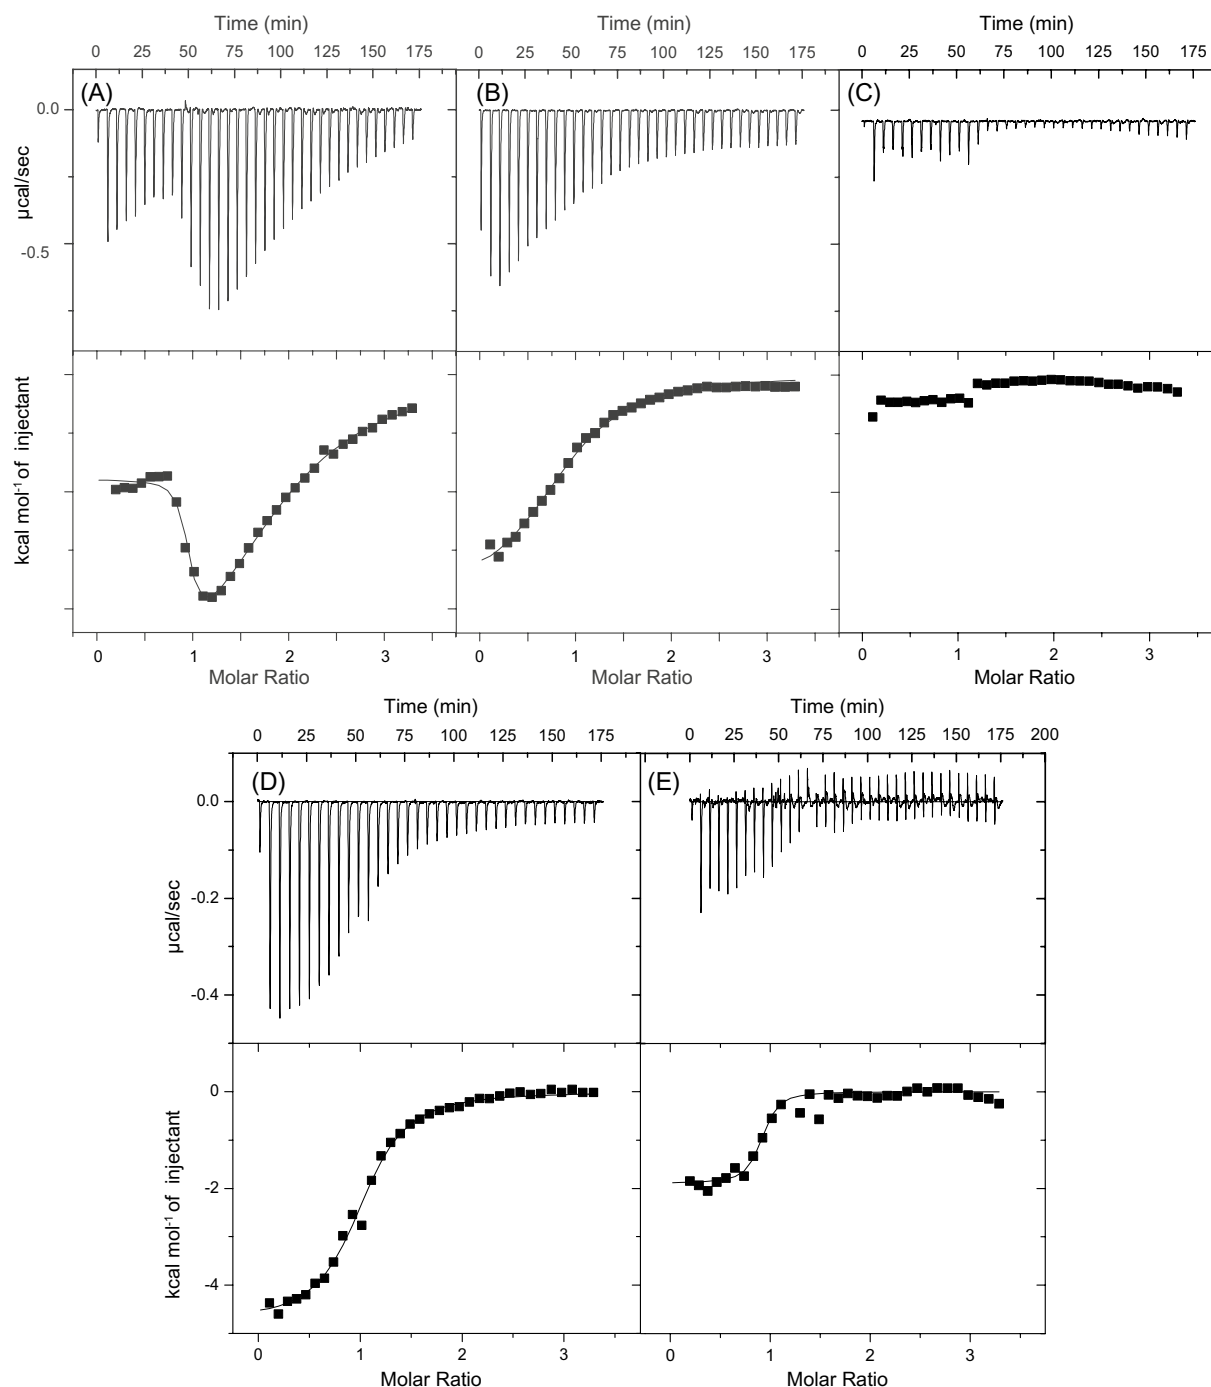 Time (min) Time (min) Time (min)
0 25 50 75 100 125 150 175 0 25 50 75 100 125 150 175 0 25 50 75 100 125 150 175
(A) (B) (C)
0.0
-0.5
µcal/sec
kcal mol⁻¹ of injectant
0 1 2 3 0 1 2 3 0 1 2 3
Molar Ratio Molar Ratio Molar Ratio
Time (min) Time (min)
0 25 50 75 100 125 150 175 0 25 50 75 100 125 150 175 200
(D) (E)
0.0
-0.2
-0.4
µcal/sec
0
-2
-4
kcal mol⁻¹ of injectant
0 1 2 3 0 1 2 3
Molar Ratio Molar Ratio